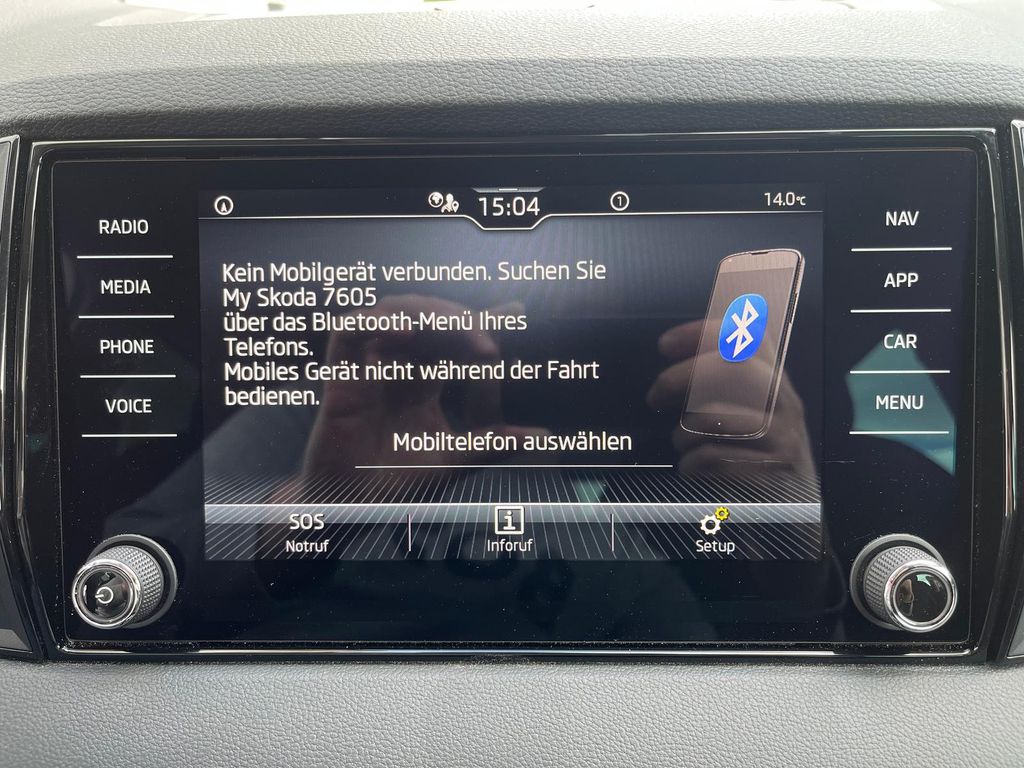 15:04
1
14.0°C
RADIO
MEDIA
PHONE
VOICE
Kein Mobilgerät verbunden. Suchen Sie
My Skoda 7605
über das Bluetooth-Menü Ihres
Telefons.
Mobiles Gerät nicht während der Fahrt
bedienen.
Mobiltelefon auswählen
SOS
Notruf
i
Inforuf
Setup
NAV
APP
CAR
MENU